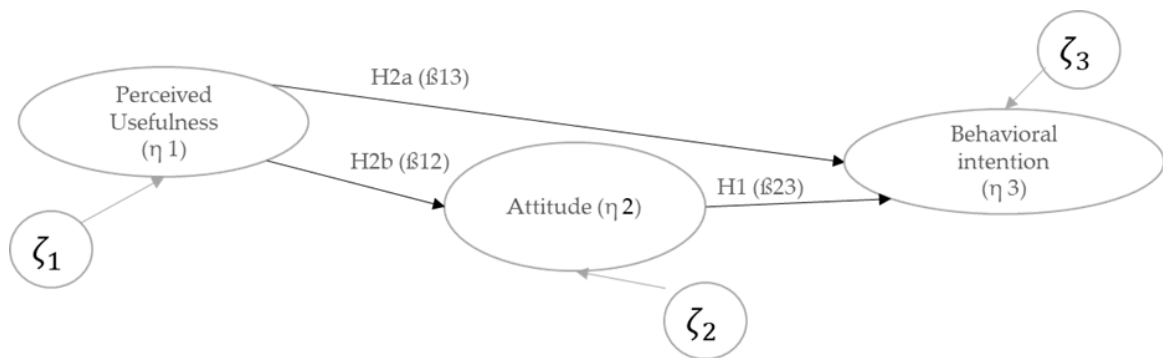 ζ3
H2a (ß13)
Perceived
Usefulness
(η 1)
Behavioral
intention
(η 3)
H2b (ß12)
H1 (ß23)
Attitude (η 2)
ζ1
ζ2